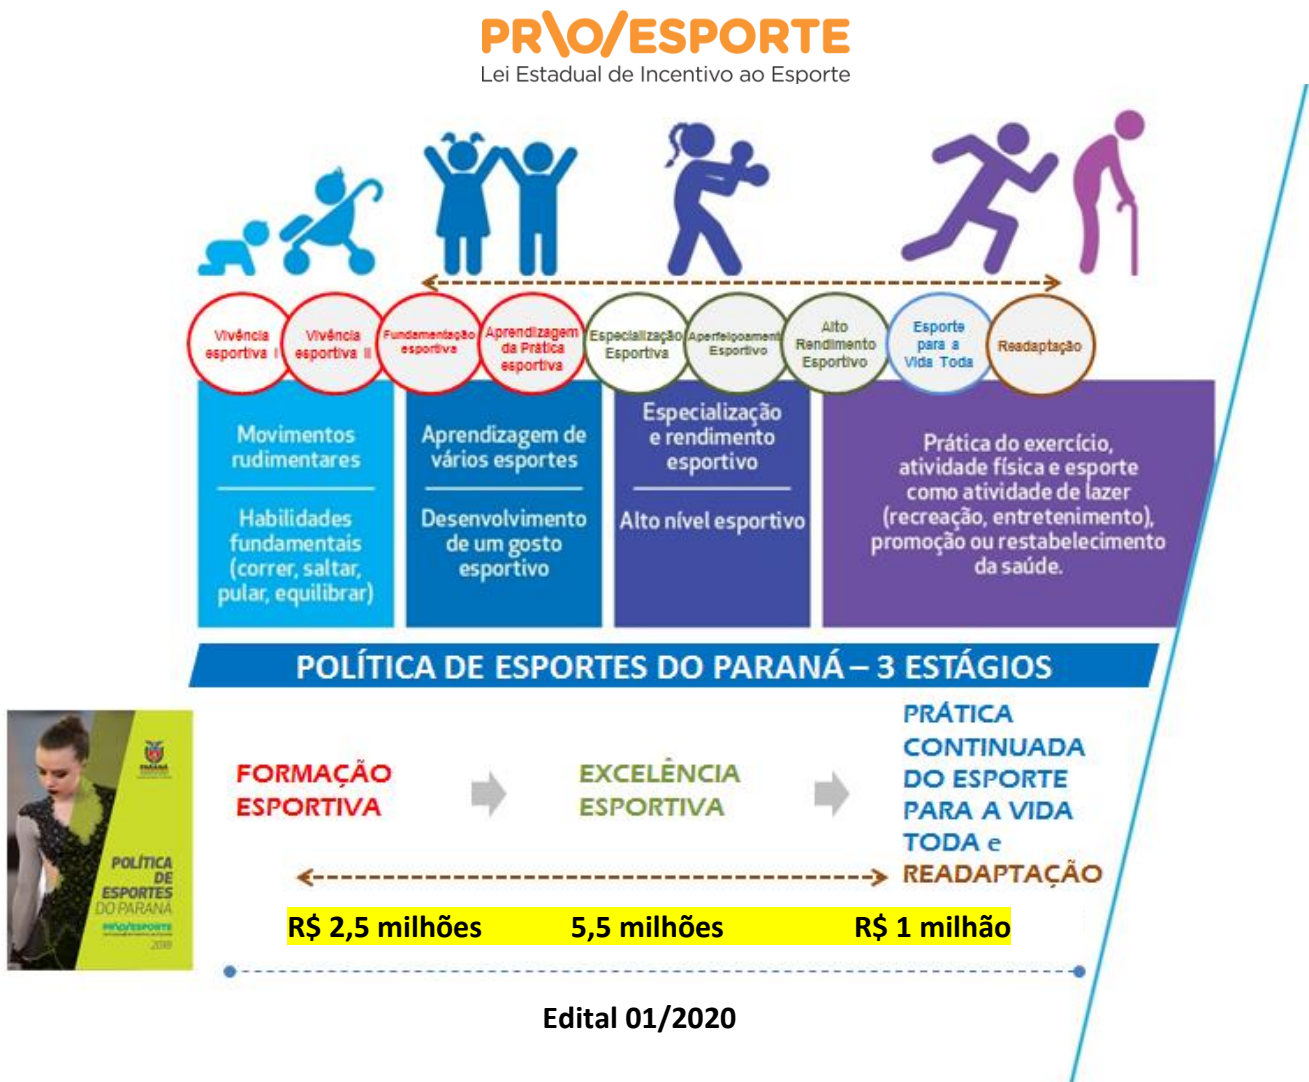 PR\O/ESPORTE
Lei Estadual de Incentivo ao Esporte
Vivência
esportiva I
Vivência
esportiva II
Fundamentação
esportiva
Aprendizagem
da Prática
esportiva
Especialização
Esportiva
Aperfeiçoament
Esportivo
Alto
Rendimento
Esportivo
Esporte
para a
Vida Toda
Readaptação
Movimentos
rudimentares
Habilidades
fundamentais
(correr, saltar,
pular, equilibrar)
Aprendizagem de
vários esportes
Desenvolvimento
de um gosto
esportivo
Especialização
e rendimento
esportivo
Alto nível esportivo
Prática do exercício,
atividade física e esporte
como atividade de lazer
(recreação, entretenimento),
promoção ou restabelecimento
da saúde.
POLÍTICA DE ESPORTES DO PARANÁ – 3 ESTÁGIOS
PARANÁ
POLÍTICA
DE
ESPORTES
DO PARANÁ
PR\O/ESPORTE
2018
FORMAÇÃO
ESPORTIVA
EXCELÊNCIA
ESPORTIVA
PRÁTICA
CONTINUADA
DO ESPORTE
PARA A VIDA
TODA e
READAPTAÇÃO
R$ 2,5 milhões
5,5 milhões
R$ 1 milhão
Edital 01/2020